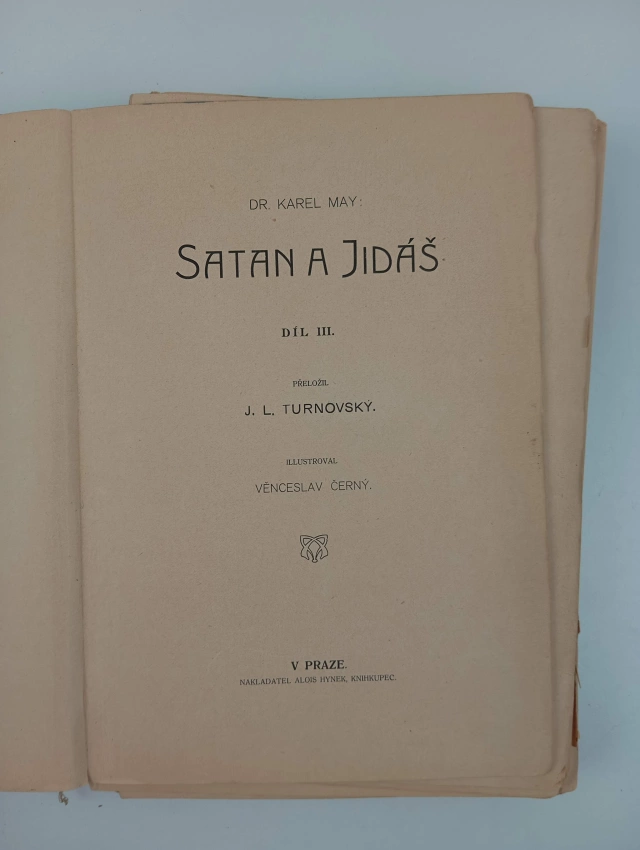 DR. KAREL MAY:
SATAN A JIDÁŠ
DÍL III.
PŘELOŽIL
J. L. TURNOVSKÝ.
ILLUSTROVAL
VĚNCESLAV ČERNÝ.
V PRAZE.
NAKLADATEL ALOIS HYNEK, KNIHKUPEC.